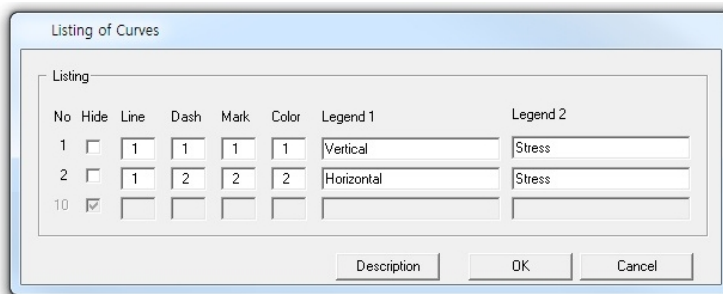 Listing of Curves
Listing
No Hide Line Dash Mark Color Legend 1 Legend 2
1 1 1 1 1 Vertical Stress
2 1 2 2 2 Horizontal Stress
10
Description OK Cancel